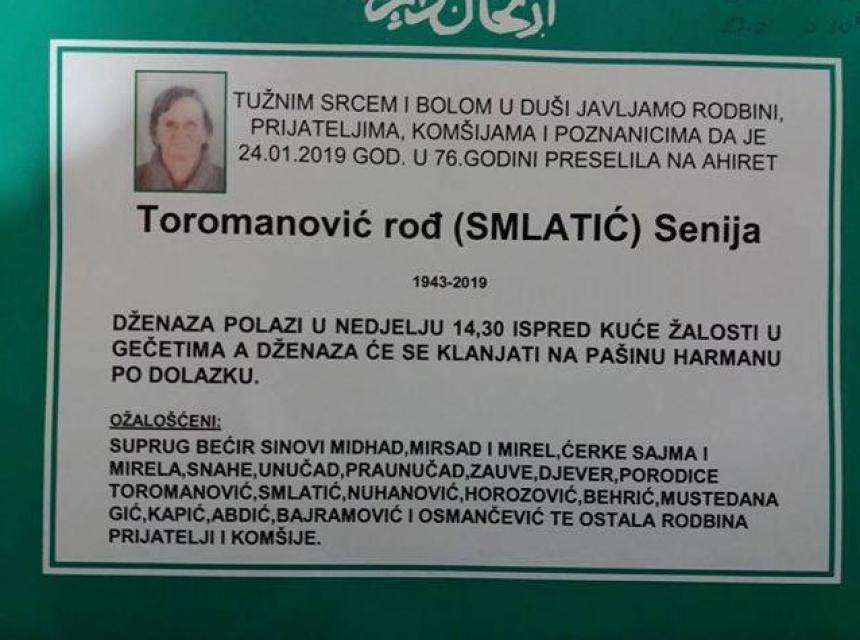 TUŽNIM SRCEM I BOLOM U DUŠI JAVLJAMO RODBINI,
PRIJATELJIMA, KOMŠIJAMA I POZNANICIMA DA JE
24.01.2019 GOD. U 76.GODINI PRESELILA NA AHIRET
Toromanović rođ (SMLATIĆ) Senija
1943-2019
DŽENAZA POLAZI U NEDJELJU 14,30 ISPRED KUĆE ŽALOSTI U
GEČETIMA A DŽENAZA ĆE SE KLANJATI NA PAŠINU HARMANU
PO DOLAZKU.
OŽALOŠĆENI:
SUPRUG BEĆIR SINOVI MIDHAD,MIRSAD I MIREL,ĆERKE SAJMA I
MIRELA,SNAHE,UNUČAD,PRAUNUČAD,ZAUVE,DJEVER,PORODICE
TOROMANOVIĆ,SMLATIĆ,NUHANOVIĆ,HOROZOVIĆ,BEHRIĆ,MUSTEDANA
GIĆ,KAPIĆ,ABDIĆ,BAJRAMOVIĆ I OSMANČEVIĆ TE OSTALA RODBINA
PRIJATELJI I KOMŠIJE.